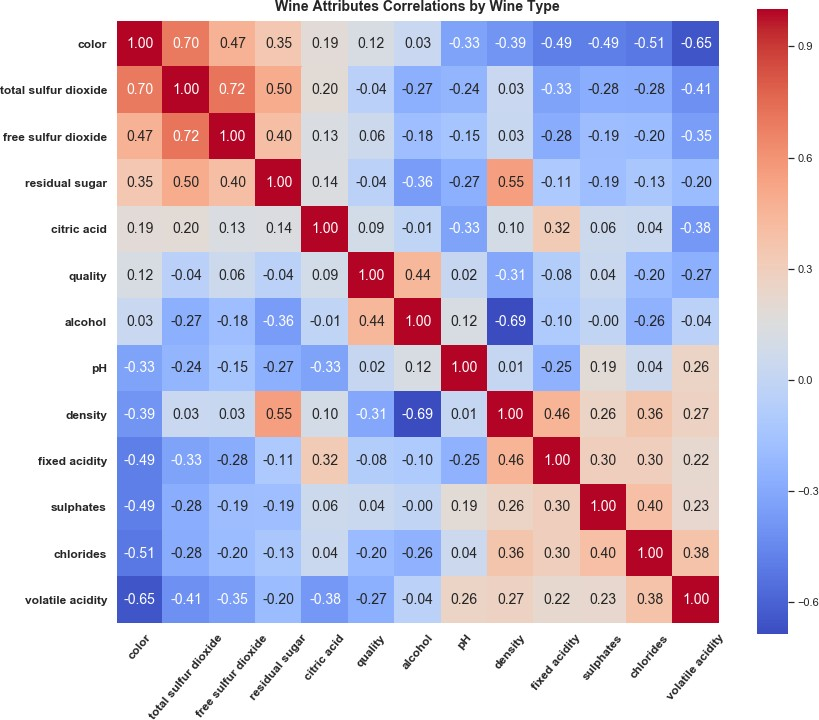 Wine Attributes Correlations by Wine Type
color 1.00 0.70 0.47 0.35 0.19 0.12 0.03 -0.33 -0.39 -0.49 -0.49 -0.51 -0.65
total sulfur dioxide 0.70 1.00 0.72 0.50 0.20 -0.04 -0.27 -0.24 0.03 -0.33 -0.28 -0.28 -0.41
free sulfur dioxide 0.47 0.72 1.00 0.40 0.13 0.06 -0.18 -0.15 0.03 -0.28 -0.19 -0.20 -0.35
residual sugar 0.35 0.50 0.40 1.00 0.14 -0.04 -0.36 -0.27 0.55 -0.11 -0.19 -0.13 -0.20
citric acid 0.19 0.20 0.13 0.14 1.00 0.09 -0.01 -0.33 0.10 0.32 0.06 0.04 -0.38
quality 0.12 -0.04 0.06 -0.04 0.09 1.00 0.44 0.02 -0.31 -0.08 0.04 -0.20 -0.27
alcohol 0.03 -0.27 -0.18 -0.36 -0.01 0.44 1.00 0.12 -0.69 -0.10 -0.00 -0.26 -0.04
pH -0.33 -0.24 -0.15 -0.27 -0.33 0.02 0.12 1.00 0.01 -0.25 0.19 0.04 0.26
density -0.39 0.03 0.03 0.55 0.10 -0.31 -0.69 0.01 1.00 0.46 0.26 0.36 0.27
fixed acidity -0.49 -0.33 -0.28 -0.11 0.32 -0.08 -0.10 -0.25 0.46 1.00 0.30 0.30 0.22
sulphates -0.49 -0.28 -0.19 -0.19 0.06 0.04 -0.00 0.19 0.26 0.30 1.00 0.40 0.23
chlorides -0.51 -0.28 -0.20 -0.13 0.04 -0.20 -0.26 0.04 0.36 0.30 0.40 1.00 0.38
volatile acidity -0.65 -0.41 -0.35 -0.20 -0.38 -0.27 -0.04 0.26 0.27 0.22 0.23 0.38 1.00
color
total sulfur dioxide
free sulfur dioxide
residual sugar
citric acid
quality
alcohol
pH
density
fixed acidity
sulphates
chlorides
volatile acidity
0.9
0.6
0.3
0.0
-0.3
-0.6